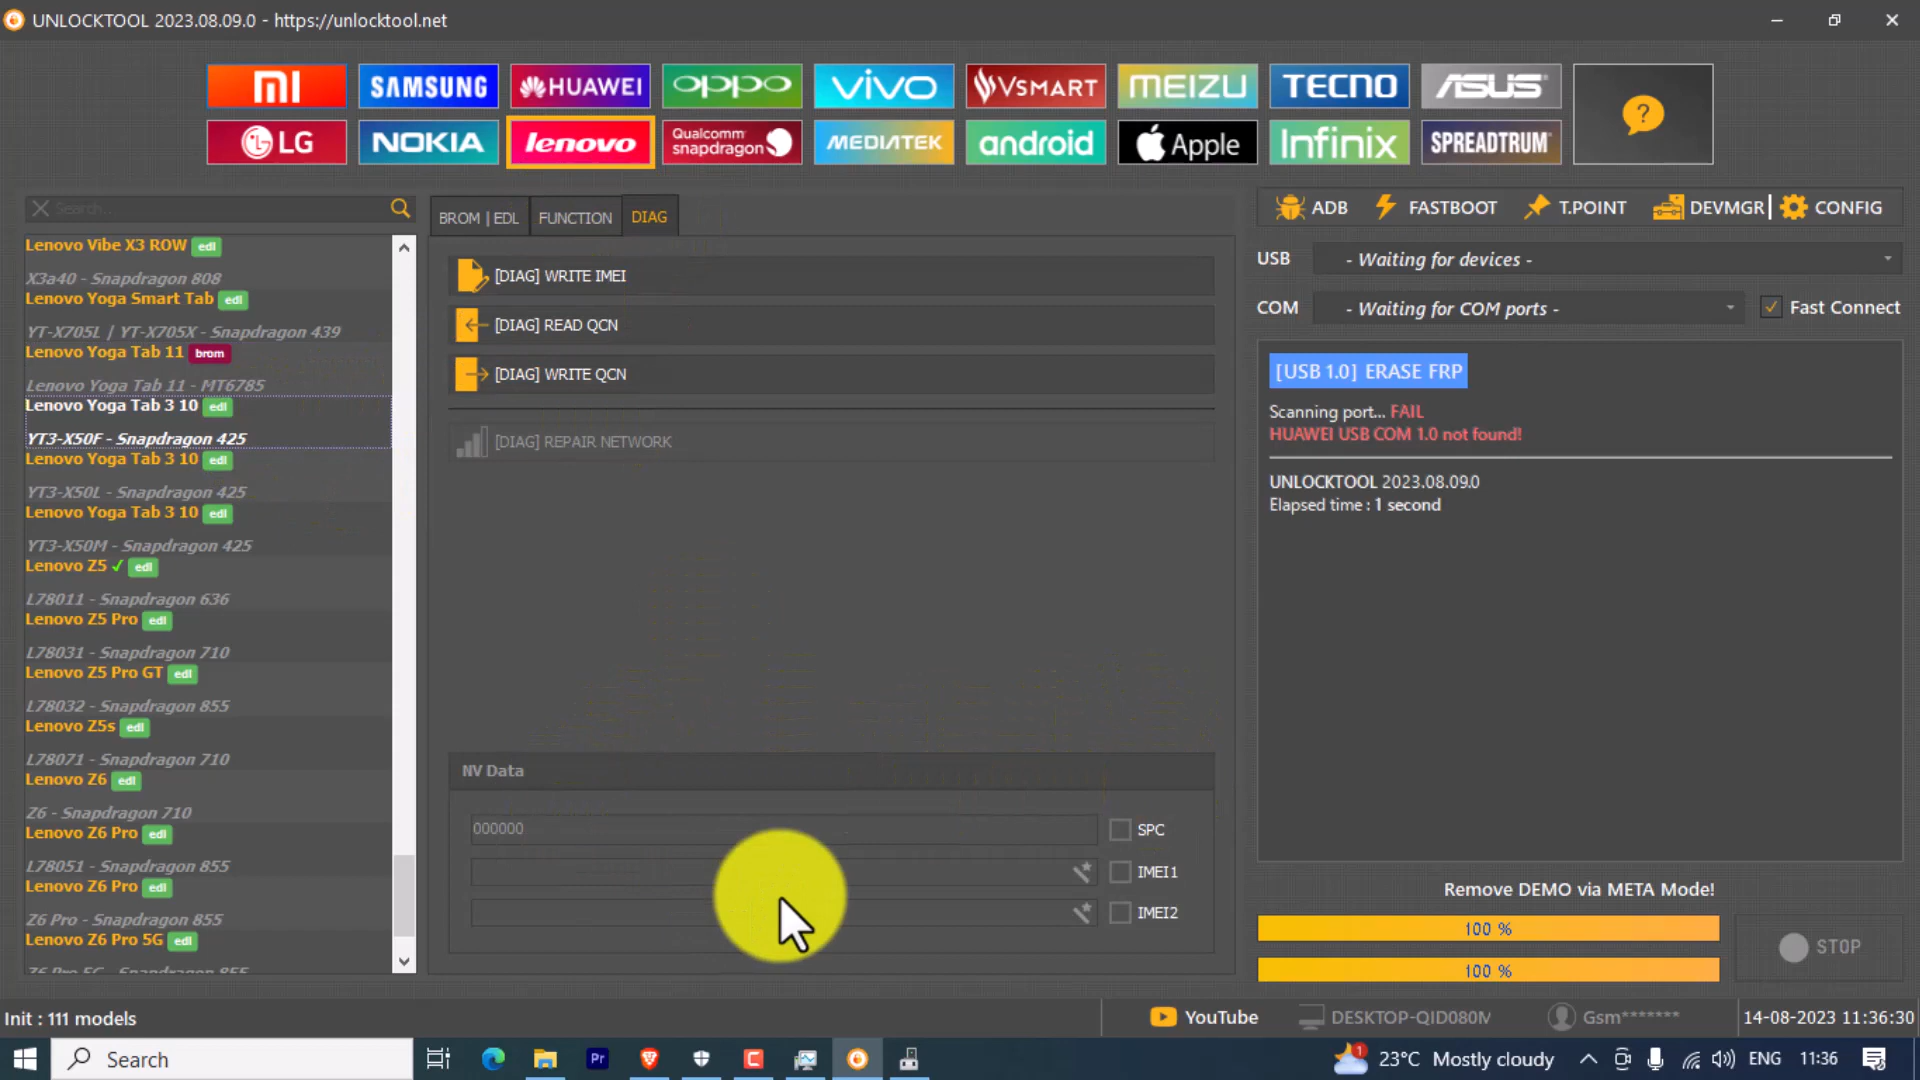 UNLOCKTOOL 2023.08.09.0 - https://unlocktool.net
MI SAMSUNG HUAWEI oppo vivo VSMART MEIZU TECNO ASUS ?
LG NOKIA lenovo Qualcomm snapdragon MEDIATEK android Apple Infinix SPREADTRUM
Search...
BROM | EDL FUNCTION DIAG
ADB FASTBOOT T.POINT DEVMGR CONFIG
Lenovo Vibe X3 ROW edl
X3a40 - Snapdragon 808
Lenovo Yoga Smart Tab edl
YT-X705L | YT-X705X - Snapdragon 439
Lenovo Yoga Tab 11 brom
Lenovo Yoga Tab 11 - MT6785
Lenovo Yoga Tab 3 10 edl
YT3-X50F - Snapdragon 425
Lenovo Yoga Tab 3 10 edl
YT3-X50L - Snapdragon 425
Lenovo Yoga Tab 3 10 edl
YT3-X50M - Snapdragon 425
Lenovo Z5 ✓ edl
L78011 - Snapdragon 636
Lenovo Z5 Pro edl
L78031 - Snapdragon 710
Lenovo Z5 Pro GT edl
L78032 - Snapdragon 855
Lenovo Z5s edl
L78071 - Snapdragon 710
Lenovo Z6 edl
Z6 - Snapdragon 710
Lenovo Z6 Pro edl
L78051 - Snapdragon 855
Lenovo Z6 Pro edl
Z6 Pro - Snapdragon 855
Lenovo Z6 Pro 5G edl
Z6 Pro 5G - Snapdragon 855
[DIAG] WRITE IMEI
[DIAG] READ QCN
[DIAG] WRITE QCN
[DIAG] REPAIR NETWORK
NV Data
000000 SPC
IMEI1
IMEI2
USB - Waiting for devices -
COM - Waiting for COM ports - Fast Connect
[USB 1.0] ERASE FRP
Scanning port... FAIL
HUAWEI USB COM 1.0 not found!
UNLOCKTOOL 2023.08.09.0
Elapsed time : 1 second
Remove DEMO via META Mode!
100 %
100 %
STOP
Init : 111 models
YouTube DESKTOP-QID080M Gsm******* 14-08-2023 11:36:30
Search Pr C 1 23°C Mostly cloudy ENG 11:36